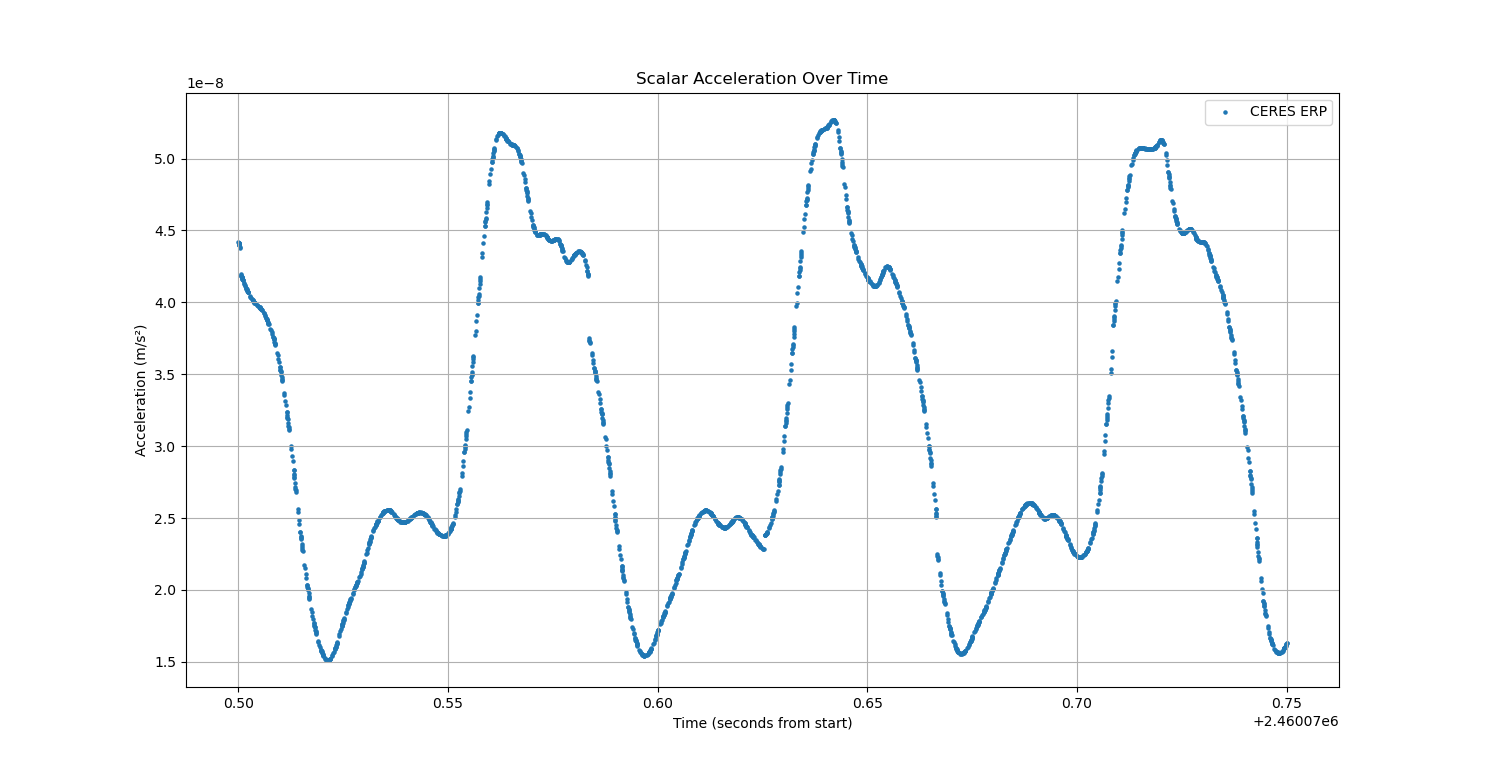 Scalar Acceleration Over Time
1e−8
CERES ERP
5.0
4.5
4.0
3.5
3.0
2.5
2.0
1.5
Acceleration (m/s²)
0.50 0.55 0.60 0.65 0.70 0.75
Time (seconds from start)
+2.46007e6